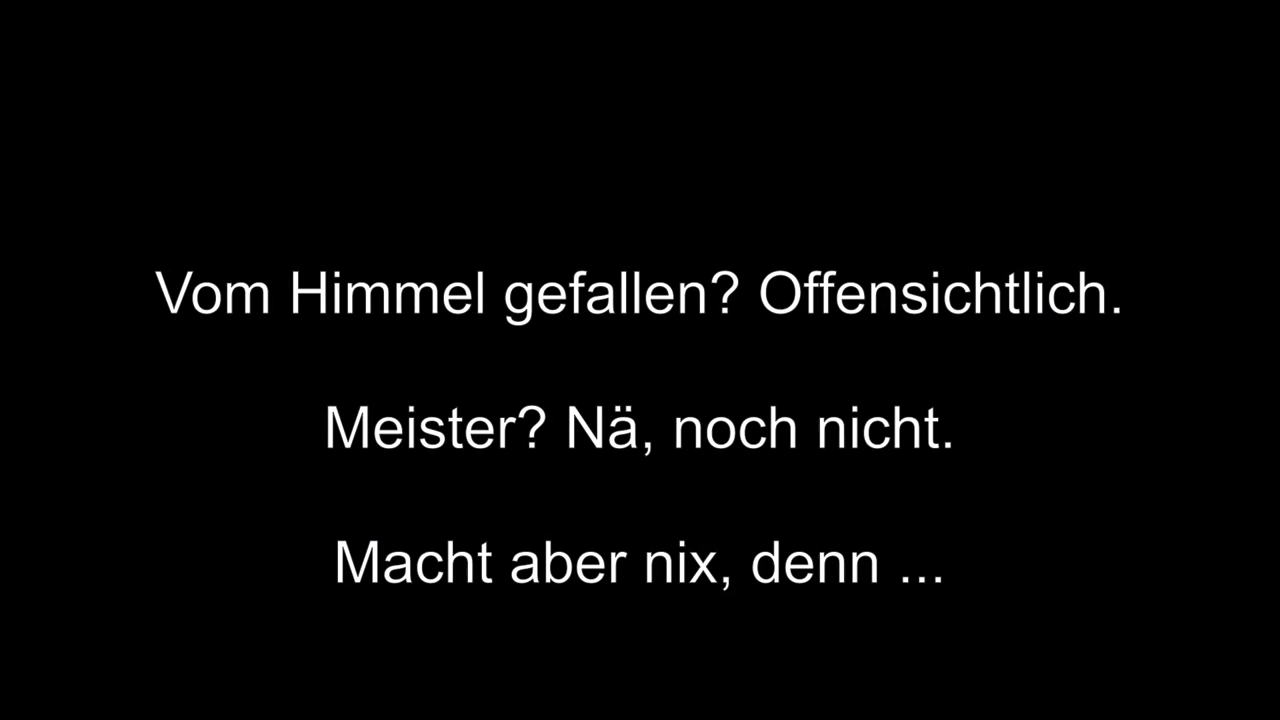 Vom Himmel gefallen? Offensichtlich.
Meister? Nä, noch nicht.
Macht aber nix, denn ...